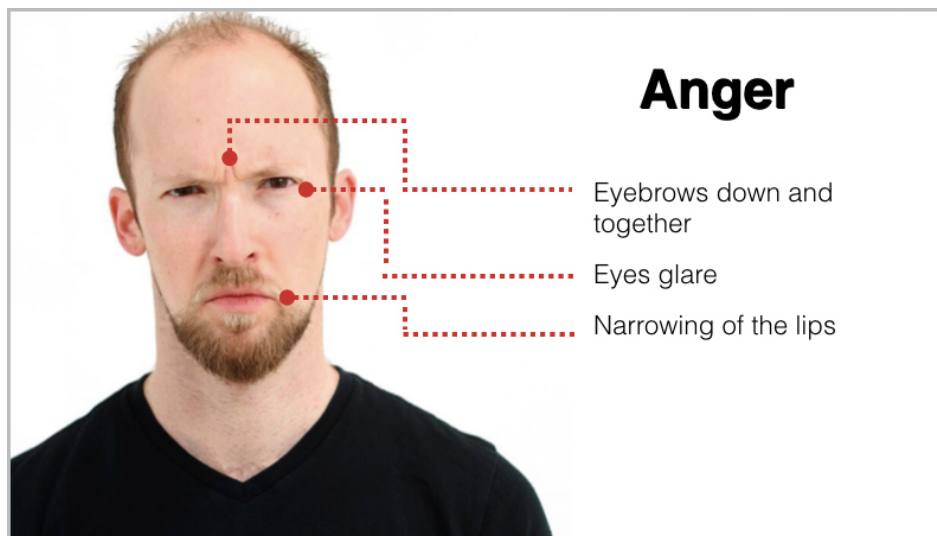 Anger
Eyebrows down and
together
Eyes glare
Narrowing of the lips